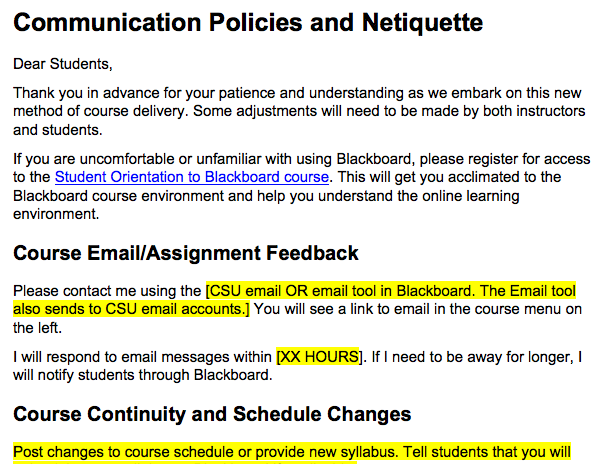 Communication Policies and Netiquette
Dear Students,
Thank you in advance for your patience and understanding as we embark on this new
method of course delivery. Some adjustments will need to be made by both instructors
and students.
If you are uncomfortable or unfamiliar with using Blackboard, please register for access
to the Student Orientation to Blackboard course. This will get you acclimated to the
Blackboard course environment and help you understand the online learning
environment.
Course Email/Assignment Feedback
Please contact me using the [CSU email OR email tool in Blackboard. The Email tool
also sends to CSU email accounts.] You will see a link to email in the course menu on
the left.
I will respond to email messages within [XX HOURS]. If I need to be away for longer, I
will notify students through Blackboard.
Course Continuity and Schedule Changes
Post changes to course schedule or provide new syllabus. Tell students that you will